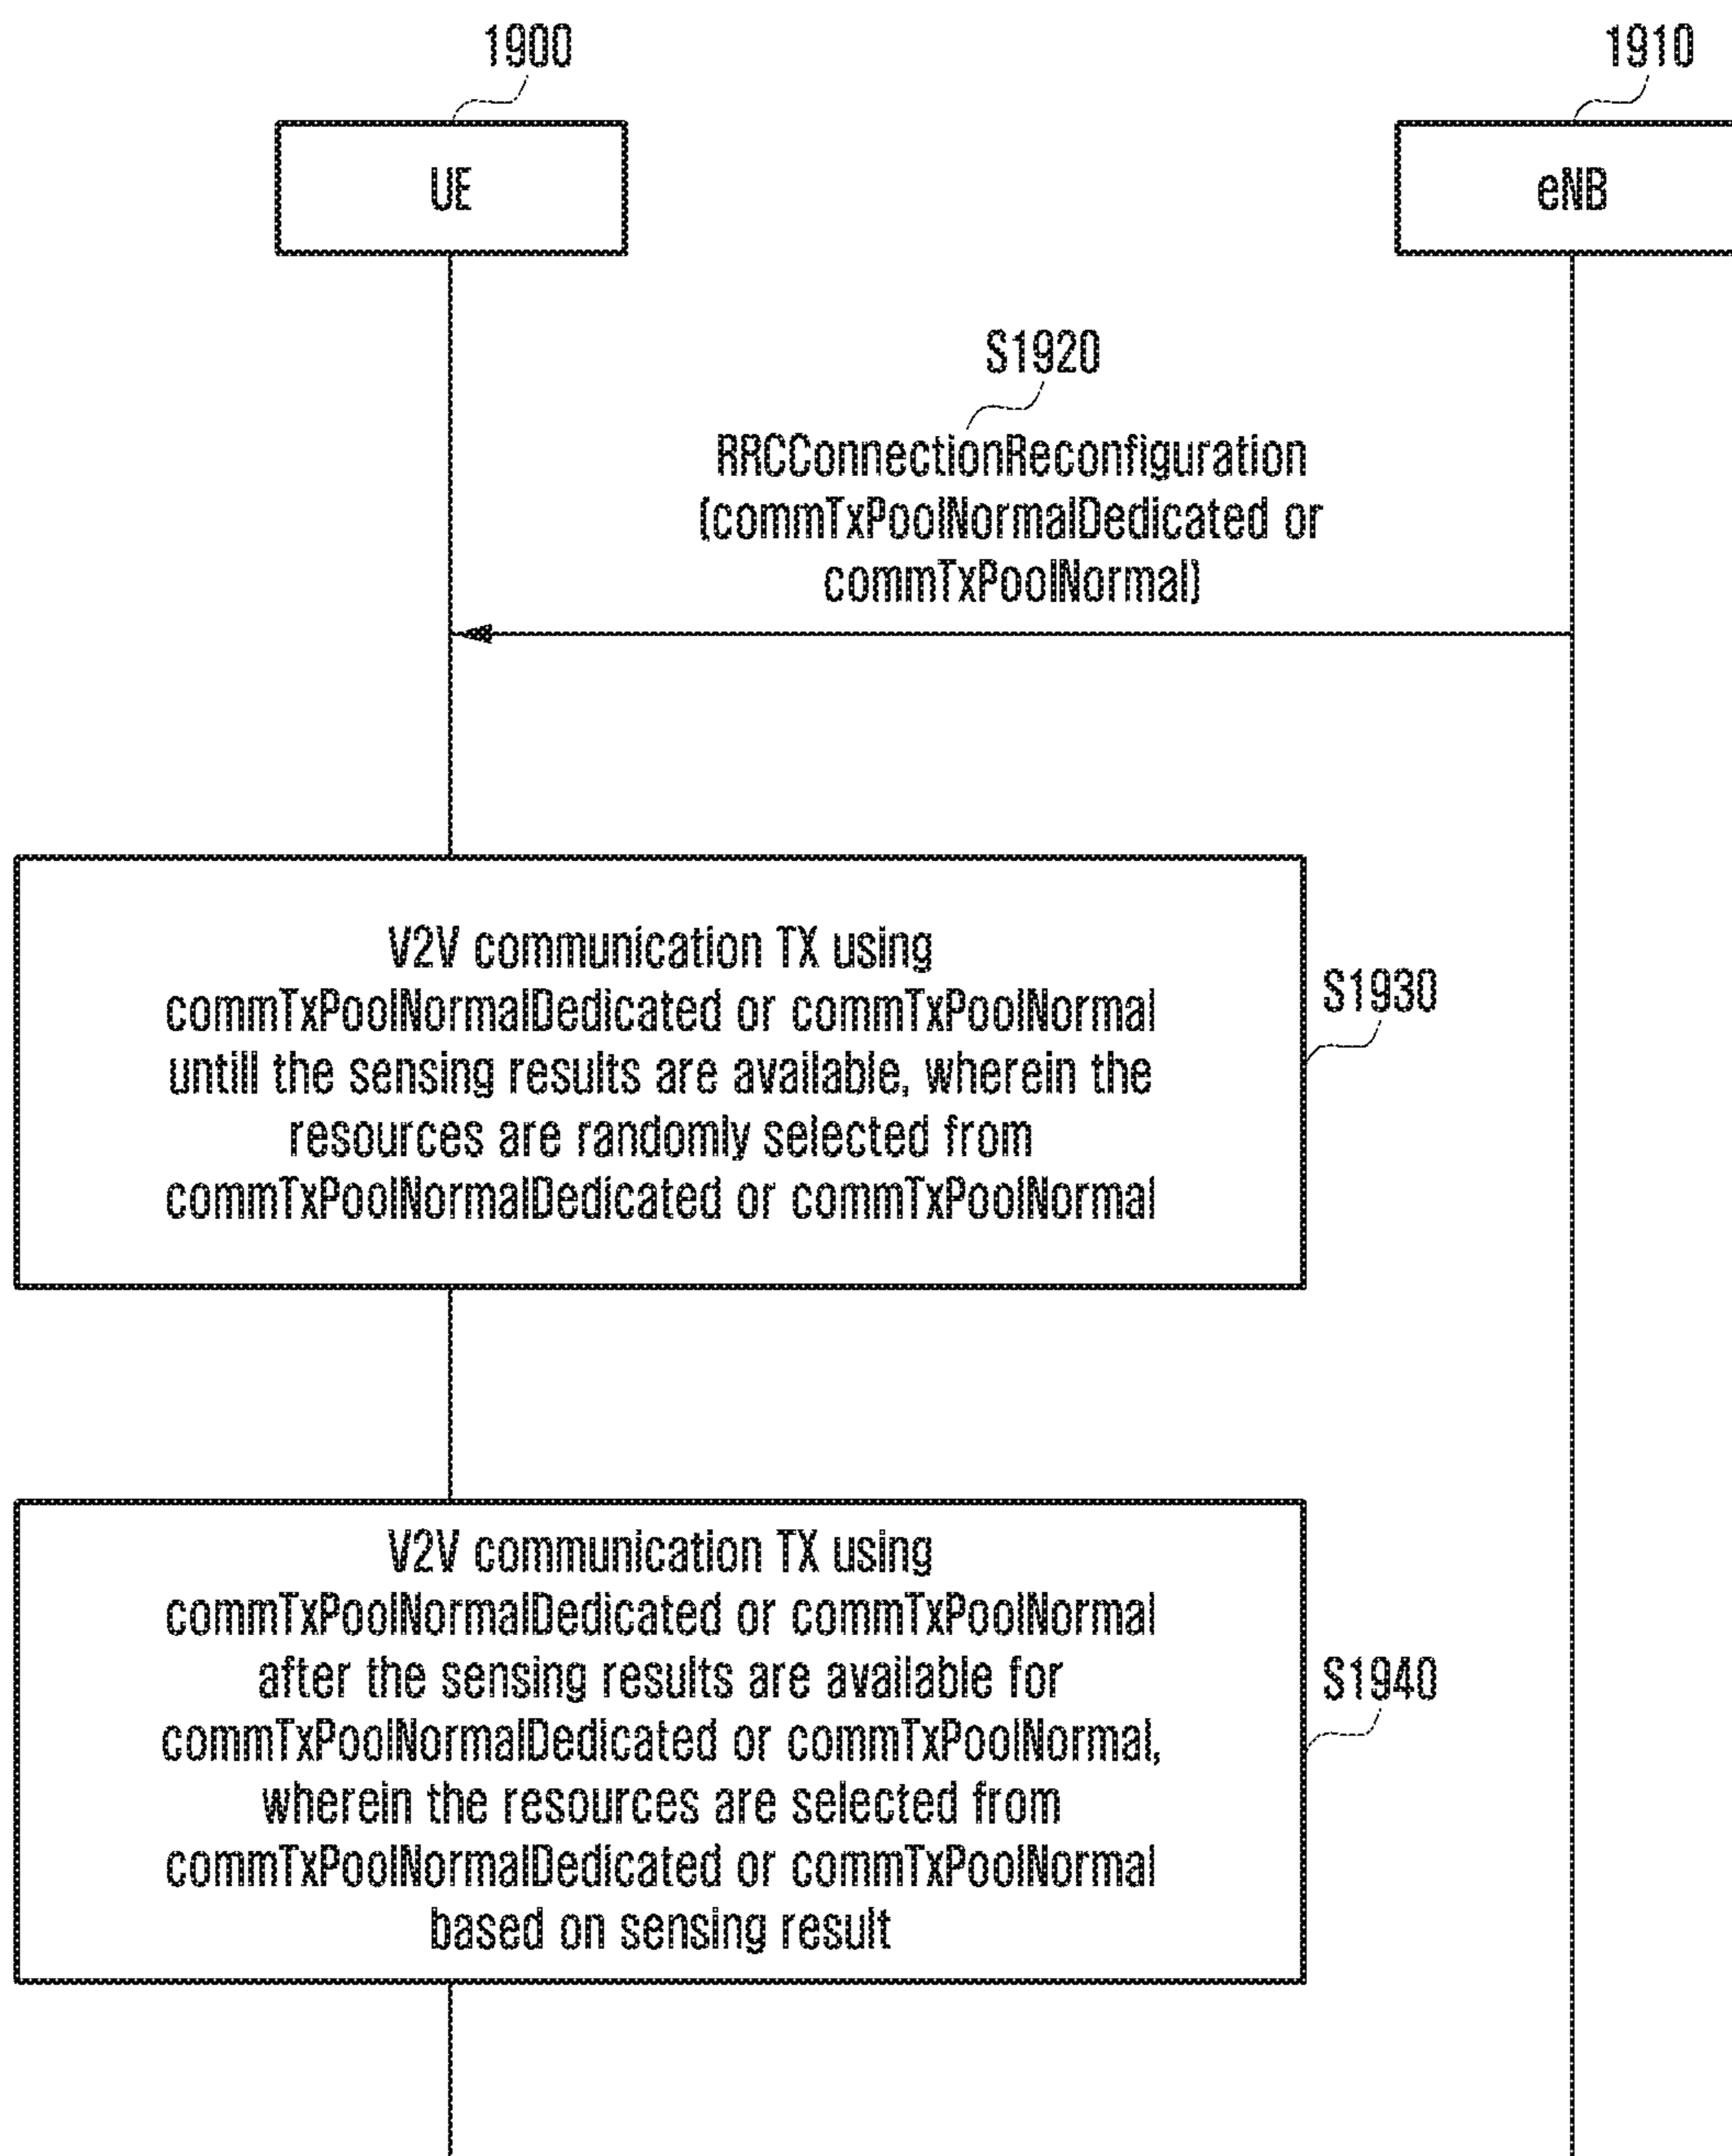 1900
1910
UE
eNB
S1920
RRCConnectionReconfiguration
(commTxPoolNormalDedicated or
commTxPoolNormal)
V2V communication TX using
commTxPoolNormalDedicated or commTxPoolNormal
untill the sensing results are available, wherein the
resources are randomly selected from
commTxPoolNormalDedicated or commTxPoolNormal
S1930
V2V communication TX using
commTxPoolNormalDedicated or commTxPoolNormal
after the sensing results are available for
commTxPoolNormalDedicated or commTxPoolNormal,
wherein the resources are selected from
commTxPoolNormalDedicated or commTxPoolNormal
based on sensing result
S1940